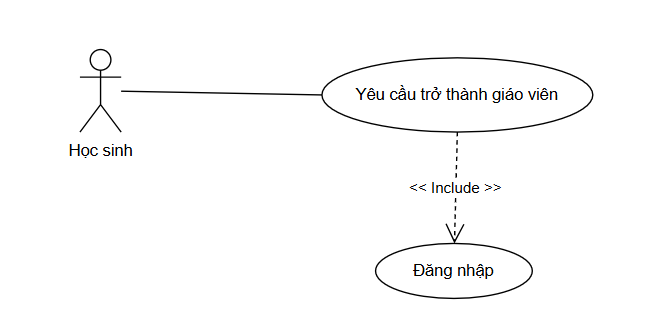 Yêu cầu trở thành giáo viên
Học sinh
<< Include >>
Đăng nhập